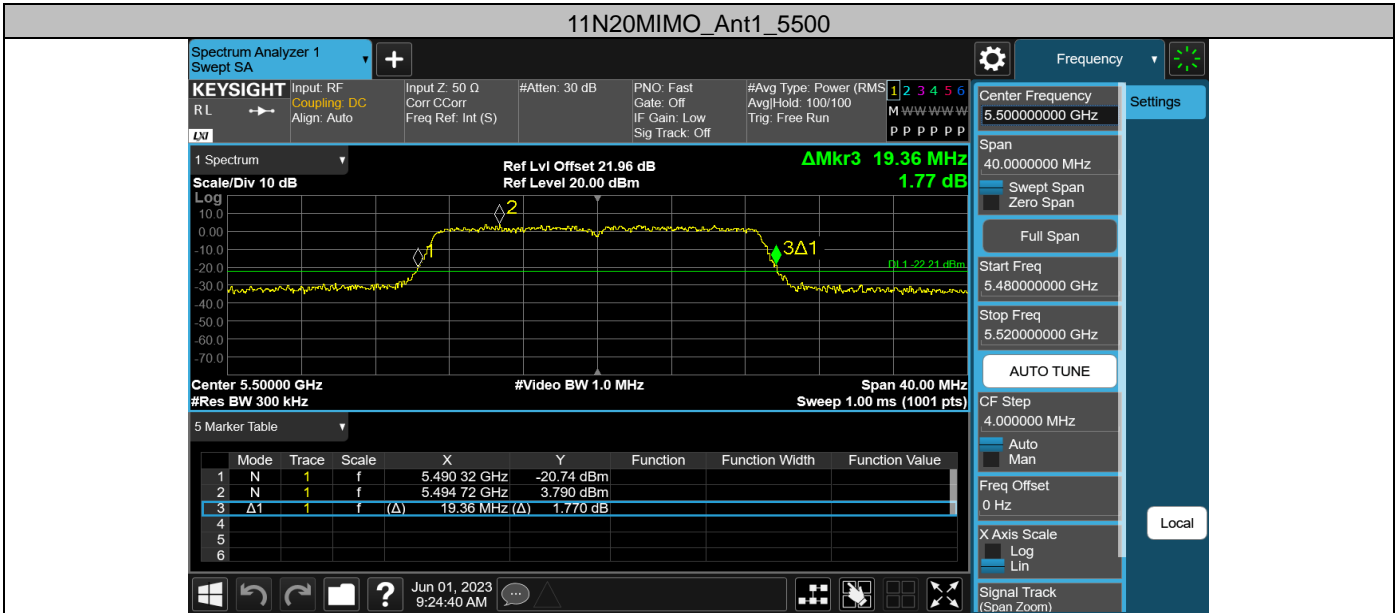 11N20MIMO_Ant1_5500
Spectrum Analyzer 1
Swept SA
+
Frequency
KEYSIGHT
RL
LXI
Input: RF
Coupling: DC
Align: Auto
Input Z: 50 Ω
Corr CCorr
Freq Ref: Int (S)
#Atten: 30 dB
PNO: Fast
Gate: Off
IF Gain: Low
Sig Track: Off
#Avg Type: Power (RMS
Avg|Hold: 100/100
Trig: Free Run
1 2 3 4 5 6
M W W W W W
P P P P P P
1 Spectrum
Scale/Div 10 dB
Ref Lvl Offset 21.96 dB
Ref Level 20.00 dBm
ΔMkr3 19.36 MHz
1.77 dB
Log
10.0
0.00
-10.0
-20.0
-30.0
-40.0
-50.0
-60.0
-70.0
1
2
3Δ1
DL1 -22.21 dBm
Center 5.50000 GHz
#Video BW 1.0 MHz
Span 40.00 MHz
#Res BW 300 kHz
Sweep 1.00 ms (1001 pts)
5 Marker Table
Mode Trace Scale X Y Function Function Width Function Value
1 N 1 f 5.490 32 GHz -20.74 dBm
2 N 1 f 5.494 72 GHz 3.790 dBm
3 Δ1 1 f (Δ) 19.36 MHz (Δ) 1.770 dB
4
5
6
Center Frequency
5.500000000 GHz
Span
40.0000000 MHz
Swept Span
Zero Span
Full Span
Start Freq
5.480000000 GHz
Stop Freq
5.520000000 GHz
AUTO TUNE
CF Step
4.000000 MHz
Auto
Man
Freq Offset
0 Hz
X Axis Scale
Log
Lin
Signal Track
(Span Zoom)
Settings
Local
?
Jun 01, 2023
9:24:40 AM